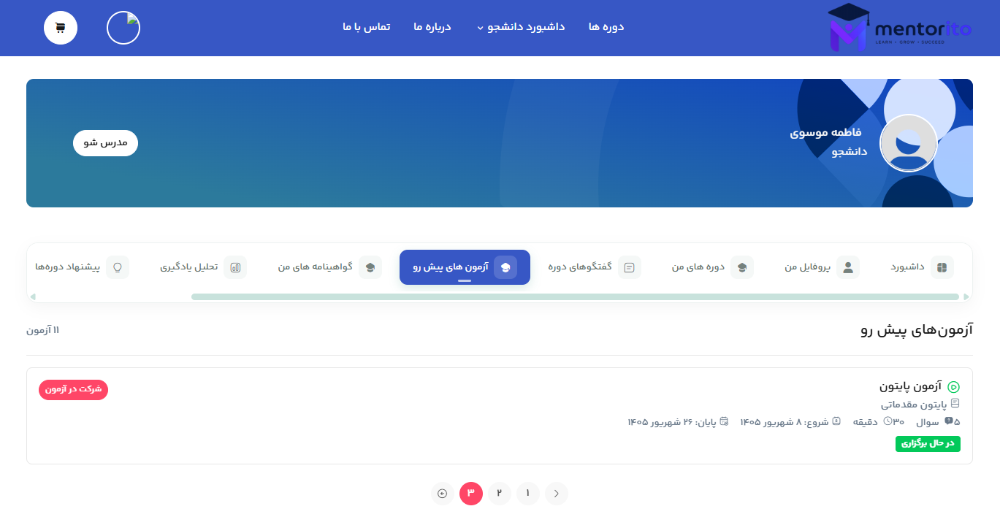 mentorito
LEARN • GROW • SUCCEED
دوره ها
داشبورد دانشجو
درباره ما
تماس با ما
فاطمه موسوی
دانشجو
مدرس شو
داشبورد
پروفایل من
دوره های من
گفتگوهای دوره
آزمون های پیش رو
گواهینامه های من
تحلیل یادگیری
پیشنهاد دوره‌ها
آزمون‌های پیش رو
۱۱ آزمون
آزمون پایتون
شرکت در آزمون
پایتون مقدماتی
۵ سوال ۳۰ دقیقه شروع: ۸ شهریور ۱۴۰۵ پایان: ۲۶ شهریور ۱۴۰۵
در حال برگزاری
۱ ۲ ۳